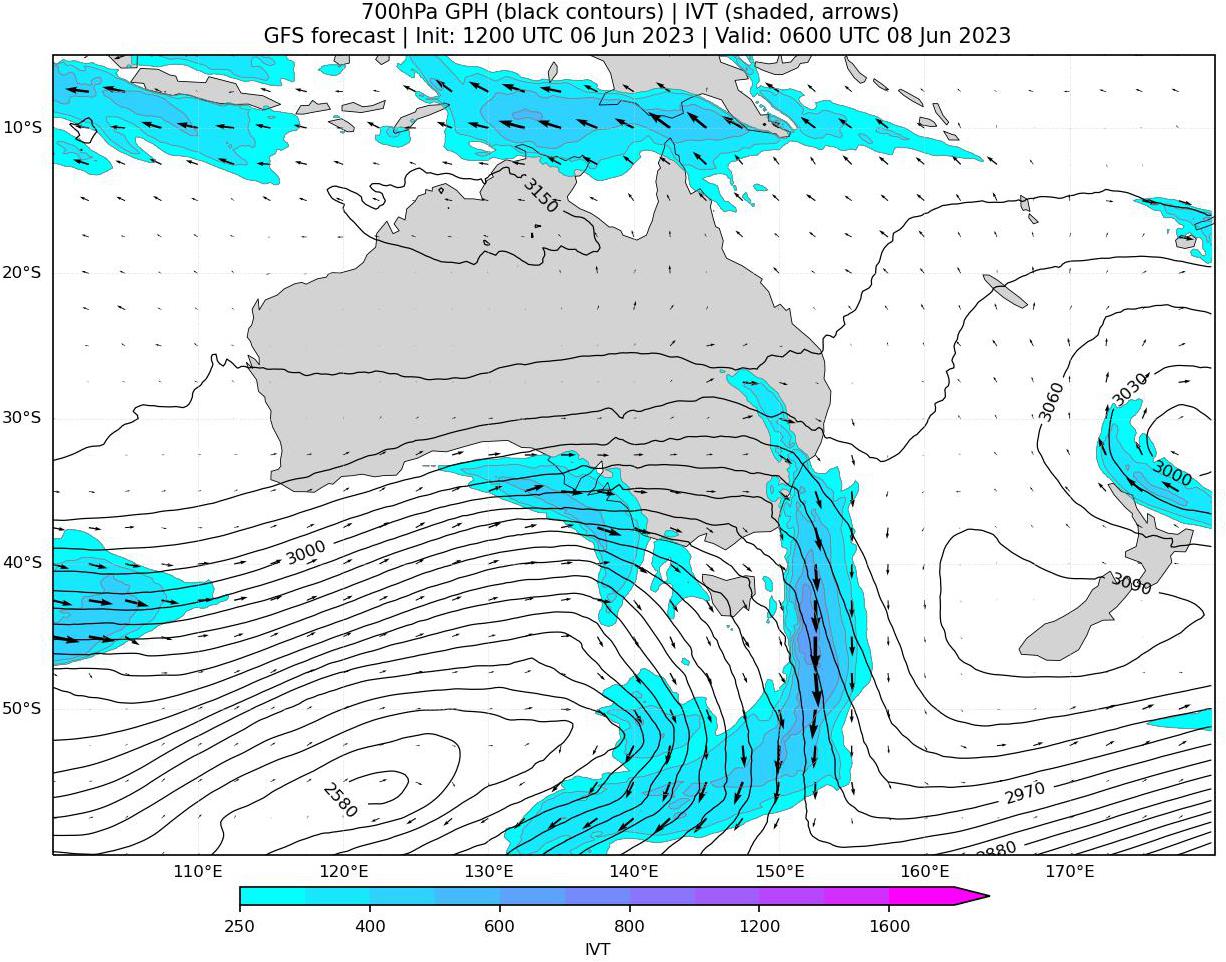 700hPa GPH (black contours) | IVT (shaded, arrows)
GFS forecast | Init: 1200 UTC 06 Jun 2023 | Valid: 0600 UTC 08 Jun 2023
10°S
3150
20°S
3060
3030
30°S
3000
3000
40°S
3090
50°S
2580
2970
2880
110°E 120°E 130°E 140°E 150°E 160°E 170°E
250 400 600 800 1200 1600
IVT